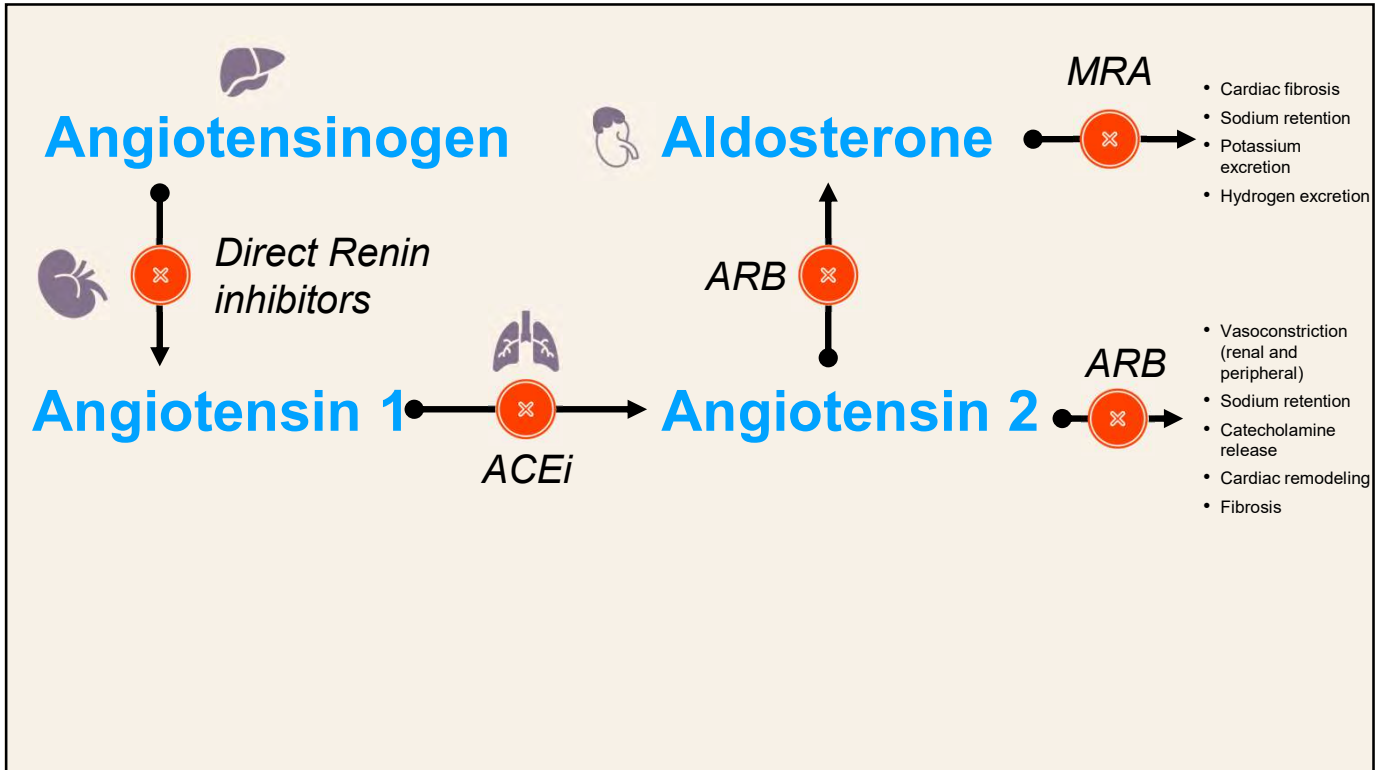 Angiotensinogen
Direct Renin
inhibitors
Angiotensin 1
ACEi
Angiotensin 2
ARB
Aldosterone
MRA
• Cardiac fibrosis
• Sodium retention
• Potassium
excretion
• Hydrogen excretion
ARB
• Vasoconstriction
(renal and
peripheral)
• Sodium retention
• Catecholamine
release
• Cardiac remodeling
• Fibrosis